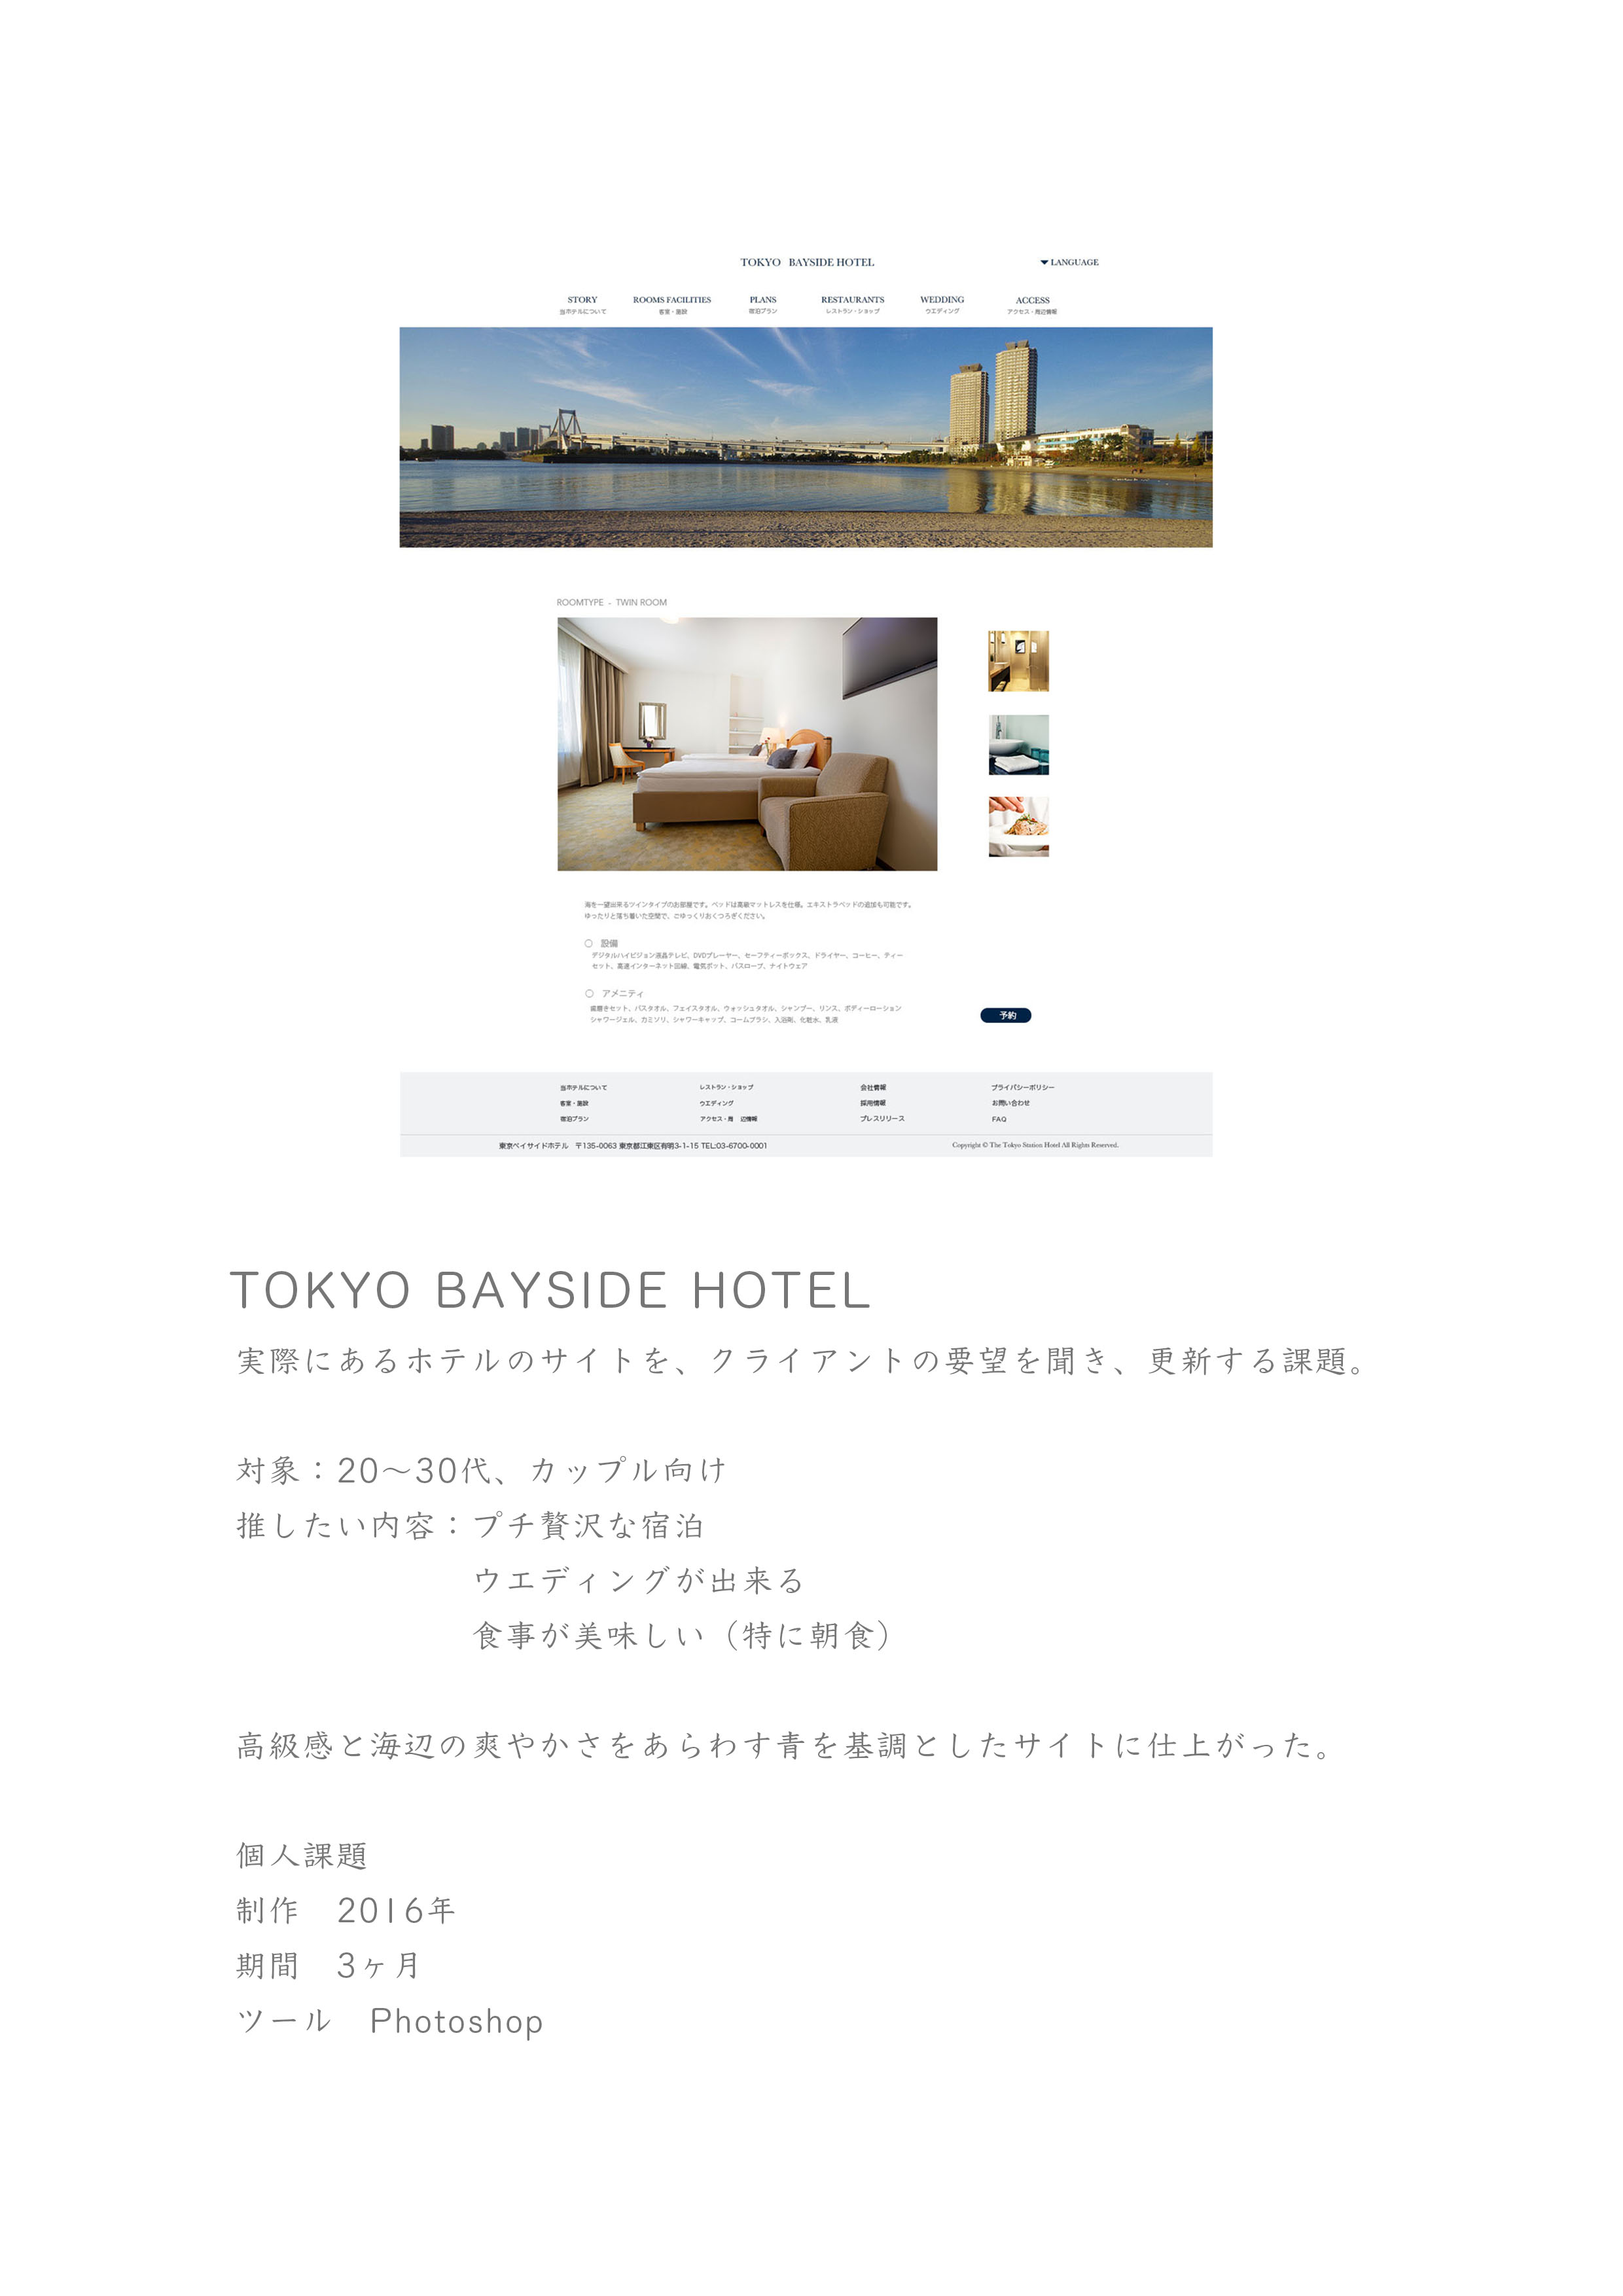 TOKYO BAYSIDE HOTEL
LANGUAGE
STORY ROOMS FACILITIES PLANS RESTAURANTS WEDDING ACCESS
当ホテルについて 客室・施設 宿泊プラン レストラン・ショップ ウエディング アクセス・周辺情報
ROOMTYPE - TWIN ROOM
海を一望出来るツインタイプのお部屋です。ベッドは高級マットレスを仕様。エキストラベッドの追加も可能です。
ゆったりと落ち着いた空間で、ごゆっくりおくつろぎください。
○ 設備
デジタルハイビジョン液晶テレビ、DVDプレーヤー、セーフティーボックス、ドライヤー、コーヒー、ティー
セット、高速インターネット回線、電気ポット、バスローブ、ナイトウェア
○ アメニティ
歯磨きセット、バスタオル、フェイスタオル、ウォッシュタオル、シャンプー、リンス、ボディーローション
シャワージェル、カミソリ、シャワーキャップ、コームブラシ、入浴剤、化粧水、乳液
予約
当ホテルについて レストラン・ショップ 会社情報 プライバシーポリシー
客室・施設 ウエディング 採用情報 お問い合わせ
宿泊プラン アクセス・周 辺情報 プレスリリース FAQ
東京ベイサイドホテル 〒135-0063 東京都江東区有明3-1-15 TEL:03-6700-0001 Copyright © The Tokyo Station Hotel All Rights Reserved.
TOKYO BAYSIDE HOTEL
実際にあるホテルのサイトを、クライアントの要望を聞き、更新する課題。
対象：20〜30代、カップル向け
推したい内容：プチ贅沢な宿泊
ウエディングが出来る
食事が美味しい（特に朝食）
高級感と海辺の爽やかさをあらわす青を基調としたサイトに仕上がった。
個人課題
制作 2016年
期間 3ヶ月
ツール Photoshop